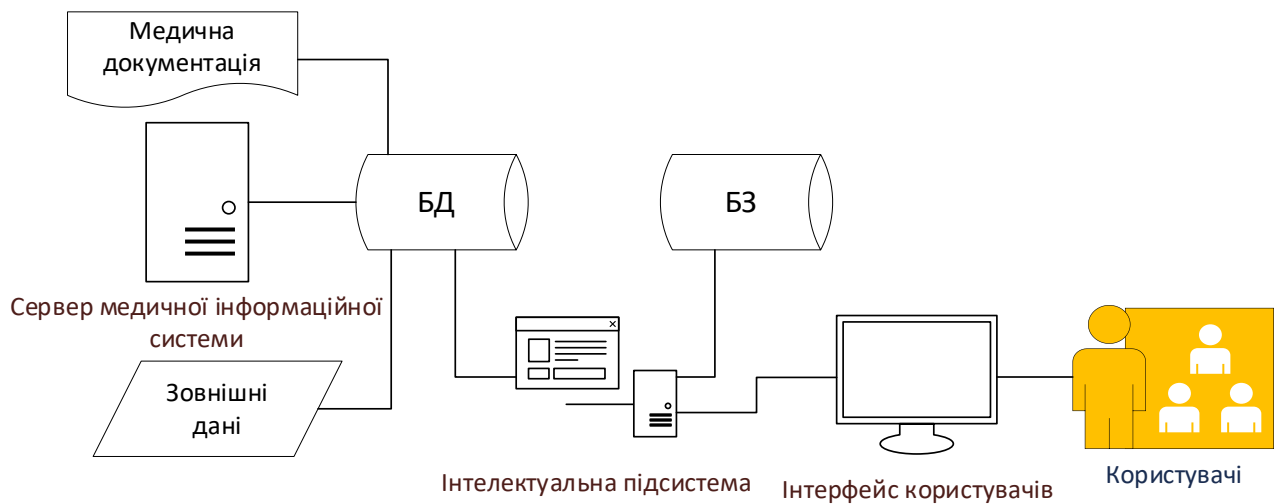 Медична
документація
БД
БЗ
Сервер медичної інформаційної
системи
Зовнішні
дані
Інтелектуальна підсистема
Інтерфейс користувачів
Користувачі